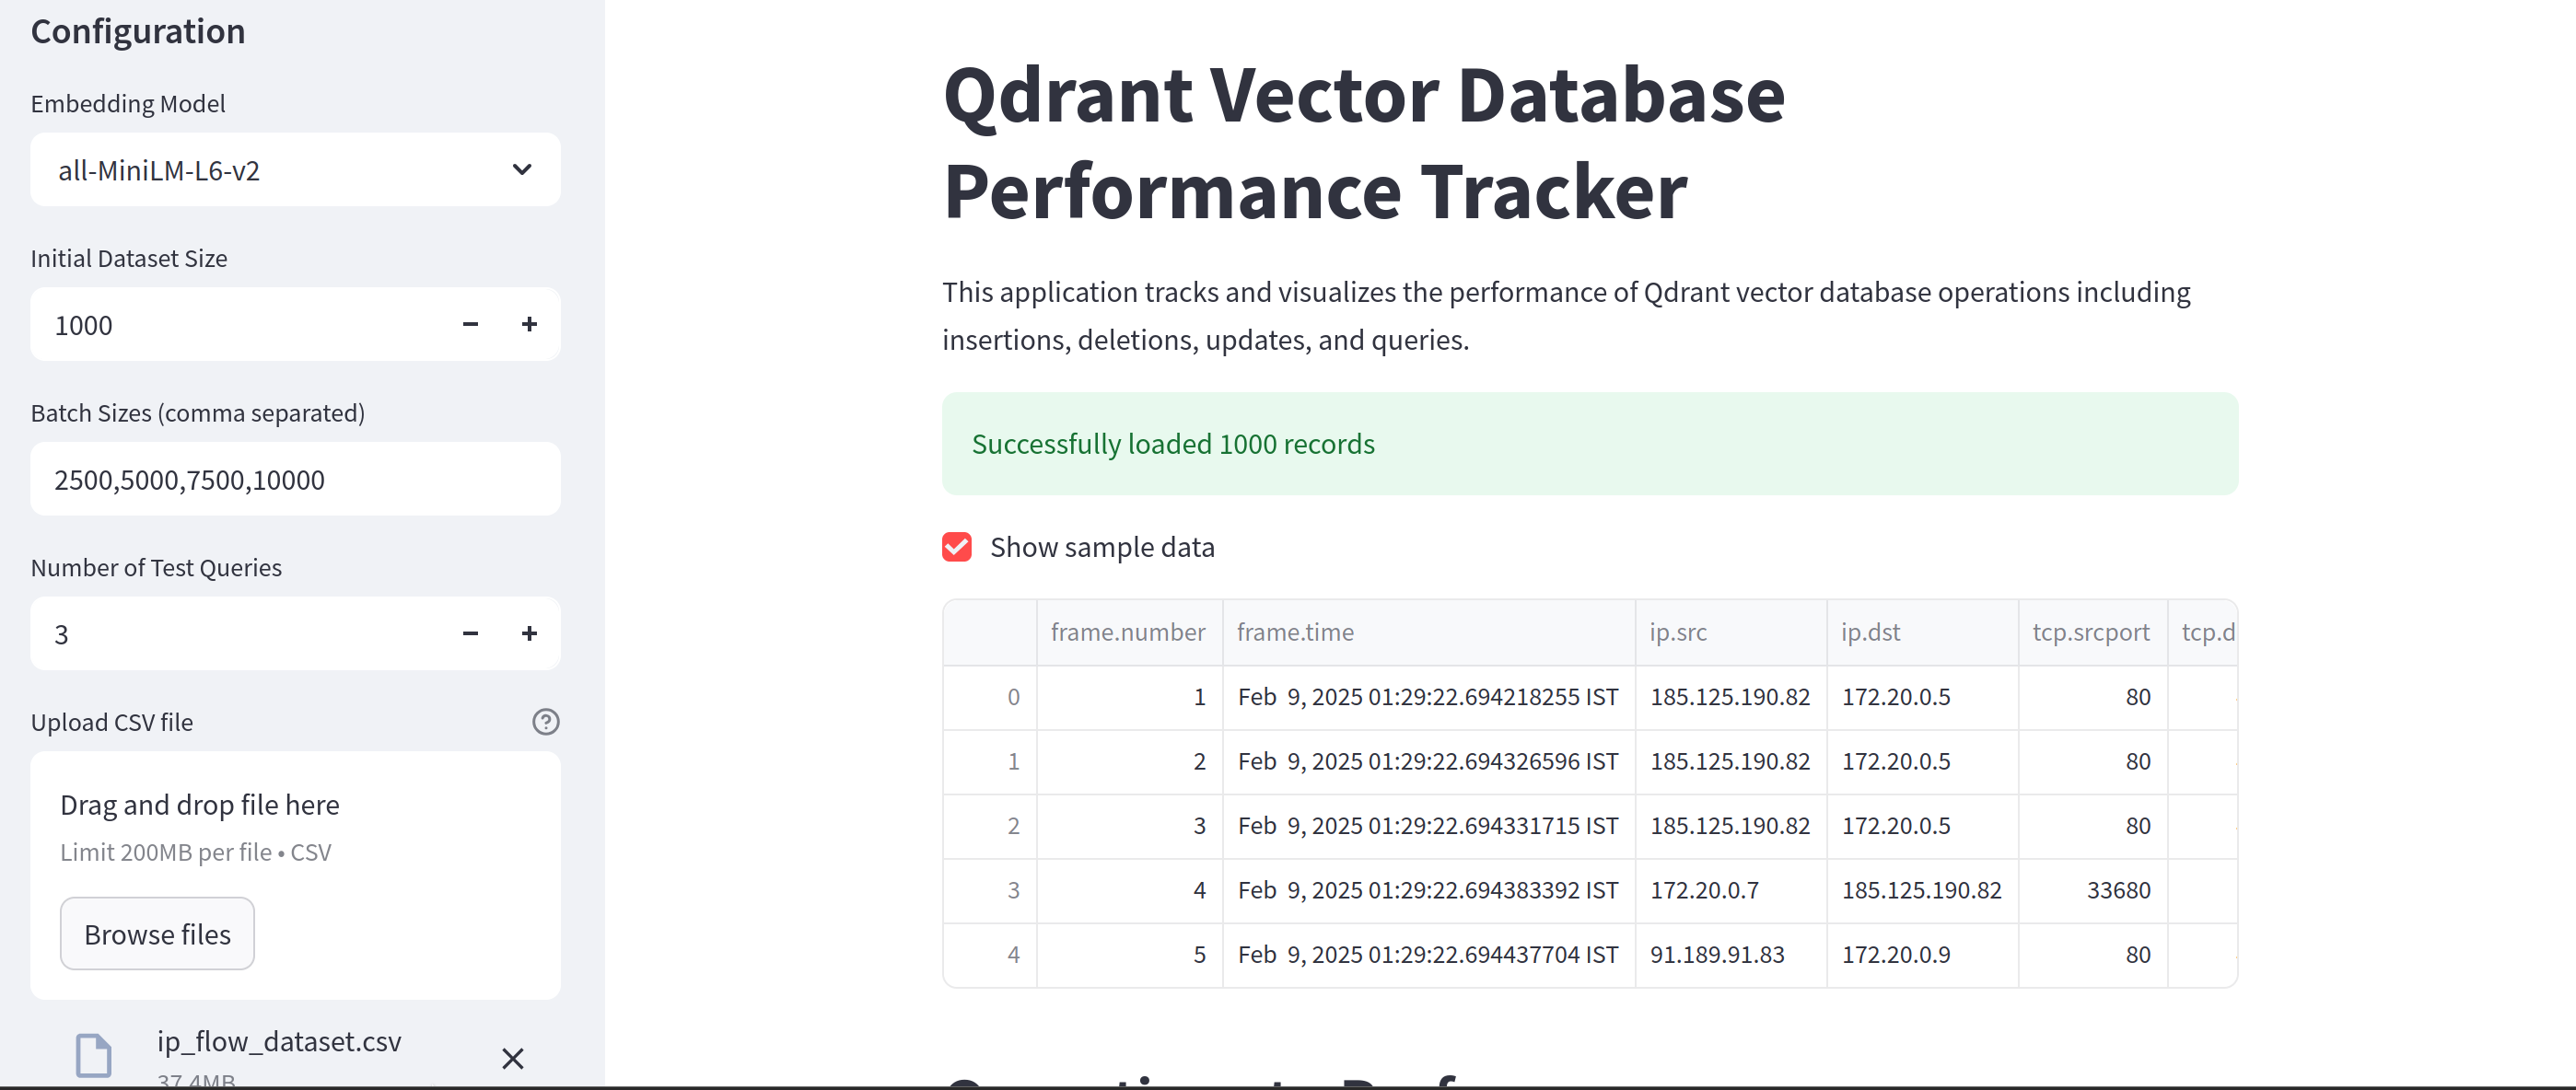 Configuration
Embedding Model
all-MiniLM-L6-v2
Initial Dataset Size
1000
Batch Sizes (comma separated)
2500,5000,7500,10000
Number of Test Queries
3
Upload CSV file
Drag and drop file here
Limit 200MB per file • CSV
Browse files
ip_flow_dataset.csv
37.4MB
Qdrant Vector Database
Performance Tracker
This application tracks and visualizes the performance of Qdrant vector database operations including
insertions, deletions, updates, and queries.
Successfully loaded 1000 records
Show sample data
frame.number frame.time ip.src ip.dst tcp.srcport tcp.d
0 1 Feb  9, 2025 01:29:22.694218255 IST 185.125.190.82 172.20.0.5 80
1 2 Feb  9, 2025 01:29:22.694326596 IST 185.125.190.82 172.20.0.5 80
2 3 Feb  9, 2025 01:29:22.694331715 IST 185.125.190.82 172.20.0.5 80
3 4 Feb  9, 2025 01:29:22.694383392 IST 172.20.0.7 185.125.190.82 33680
4 5 Feb  9, 2025 01:29:22.694437704 IST 91.189.91.83 172.20.0.9 80